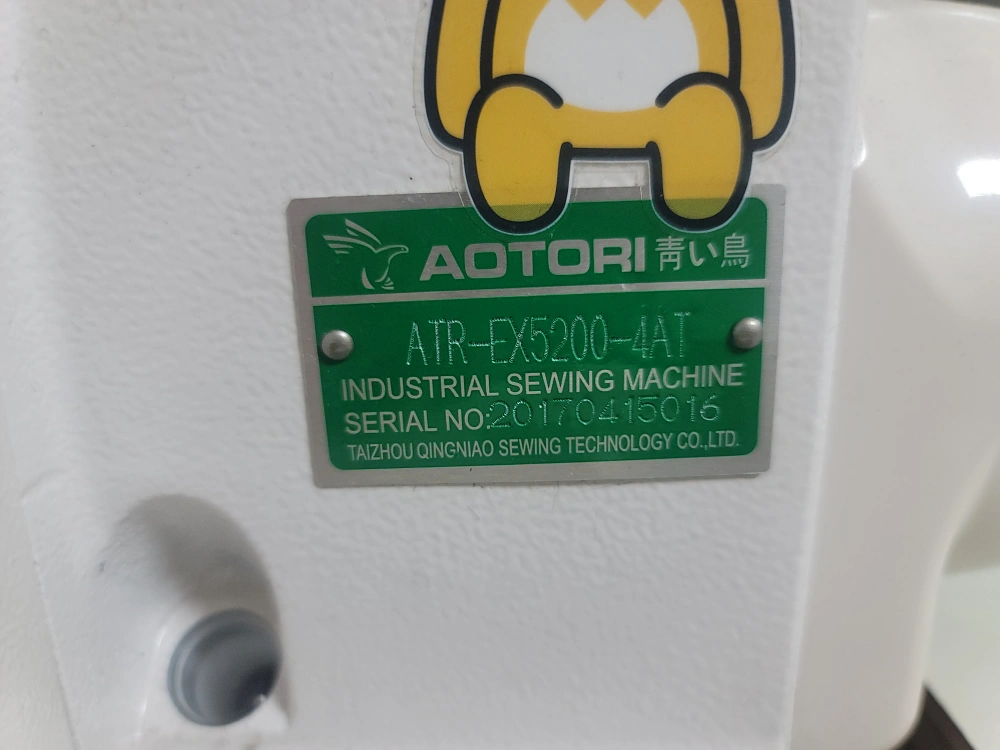 AOTORI 青い鳥
ATR-EX5200-4AT
INDUSTRIAL SEWING MACHINE
SERIAL NO:20170415016
TAIZHOU QINGNIAO SEWING TECHNOLOGY CO.,LTD.